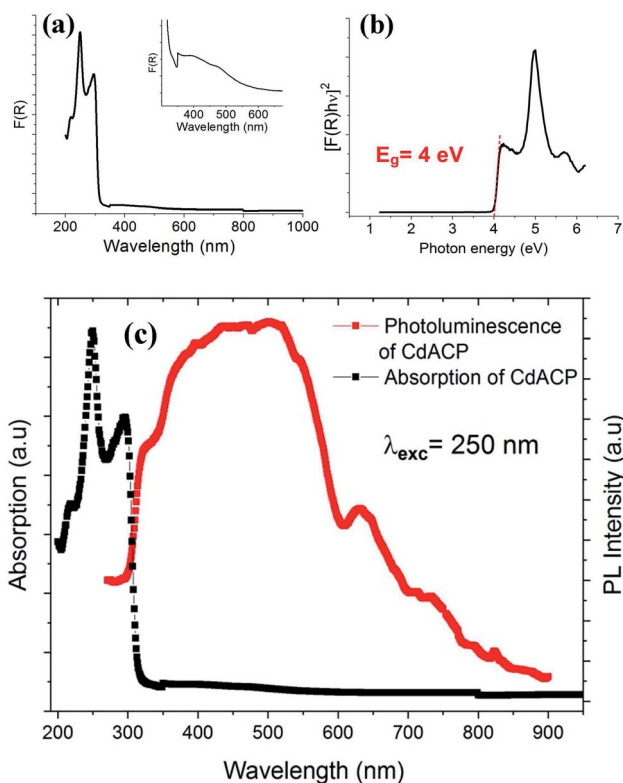 (a)
F(R)
F(R)
400 500 600
Wavelength (nm)
200 400 600 800 1000
Wavelength (nm)
(b)
[F(R)hν]²
E_g= 4 eV
1 2 3 4 5 6 7
Photon energy (eV)
(c)
Photoluminescence
of CdACP
Absorption of CdACP
λ_exc= 250 nm
Absorption (a.u)
PL Intensity (a.u)
200 300 400 500 600 700 800 900
Wavelength (nm)